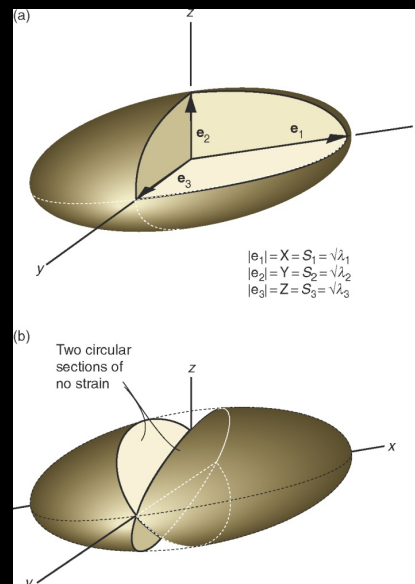 (a)
z
e₂
e₁
e₃
y
|e₁| = X = S₁ = √λ₁
|e₂| = Y = S₂ = √λ₂
|e₃| = Z = S₃ = √λ₃
(b)
Two circular
sections of
no strain
z
x
y